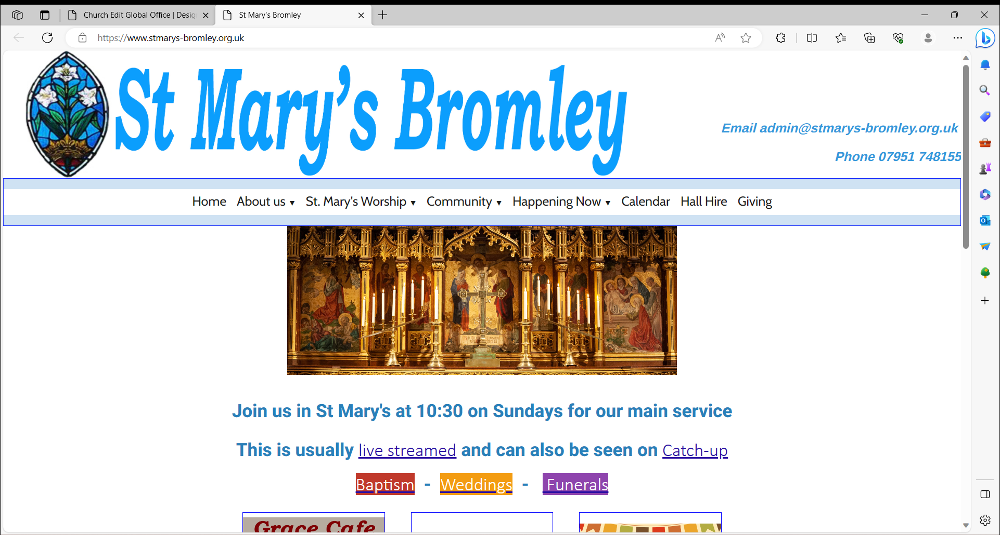 Church Edit Global Office | Desig
St Mary's Bromley
https://www.stmarys-bromley.org.uk
St Mary's Bromley
Email admin@stmarys-bromley.org.uk
Phone 07951 748155
Home About us ▼ St. Mary's Worship ▼ Community ▼ Happening Now ▼ Calendar Hall Hire Giving
Join us in St Mary's at 10:30 on Sundays for our main service
This is usually live streamed and can also be seen on Catch-up
Baptism - Weddings - Funerals
Grace Cafe